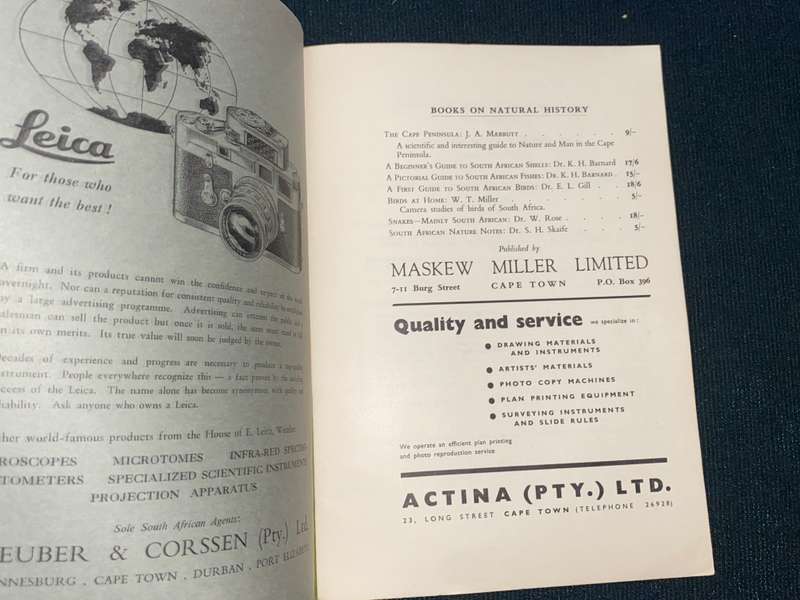 Leica
For those who
want the best !
A firm and its products cannot win the confidence and respect of the world
overnight. Nor can a reputation for consistent quality and reliability be
by a large advertising programme. Advertising can the public and a
alesman can sell the product but once it is sold, the must stand or fall
on its own merits. Its true value will soon be judged by the owner.
Decades of experience and progress are necessary to produce a
nstrument. People everywhere recognize this — a fact proved by the
ccess of the Leica. The name alone has become synonymous with quality and
iability. Ask anyone who owns a Leica.
her world-famous products from the House of E. Leitz, Wetzlar
ROSCOPES MICROTOMES INFRA-RED SPECTRO-
TOMETERS SPECIALIZED SCIENTIFIC INSTRUMENTS
PROJECTION APPARATUS
Sole South African Agents:
EUBER & CORSSEN (Pty.) Ltd.
NNESBURG . CAPE TOWN . DURBAN . PORT ELIZABETH
BOOKS ON NATURAL HISTORY
THE CAPE PENINSULA: J. A. MABBUTT . . . . . . 9/–
A scientific and interesting guide to Nature and Man in the Cape
Peninsula.
A BEGINNER'S GUIDE TO SOUTH AFRICAN SHELLS: DR. K. H. BARNARD 17/6
A PICTORIAL GUIDE TO SOUTH AFRICAN FISHES: DR. K. H. BARNARD . 15/–
A FIRST GUIDE TO SOUTH AFRICAN BIRDS: DR. E. L. GILL . . 18/6
BIRDS AT HOME: W. T. MILLER . . . . . . . 5/–
Camera studies of birds of South Africa.
SNAKES—MAINLY SOUTH AFRICAN: DR. W. ROSE . . . . 18/–
SOUTH AFRICAN NATURE NOTES: DR. S. H. SKAIFE . . . 5/–
Published by
MASKEW MILLER LIMITED
7-11 Burg Street CAPE TOWN P.O. Box 396
Quality and service we specialize in :
● DRAWING MATERIALS
AND INSTRUMENTS
● ARTISTS' MATERIALS
● PHOTO COPY MACHINES
● PLAN PRINTING EQUIPMENT
● SURVEYING INSTRUMENTS
AND SLIDE RULES
We operate an efficient plan printing
and photo reproduction service
ACTINA (PTY.) LTD.
23, LONG STREET CAPE TOWN (TELEPHONE 26928)